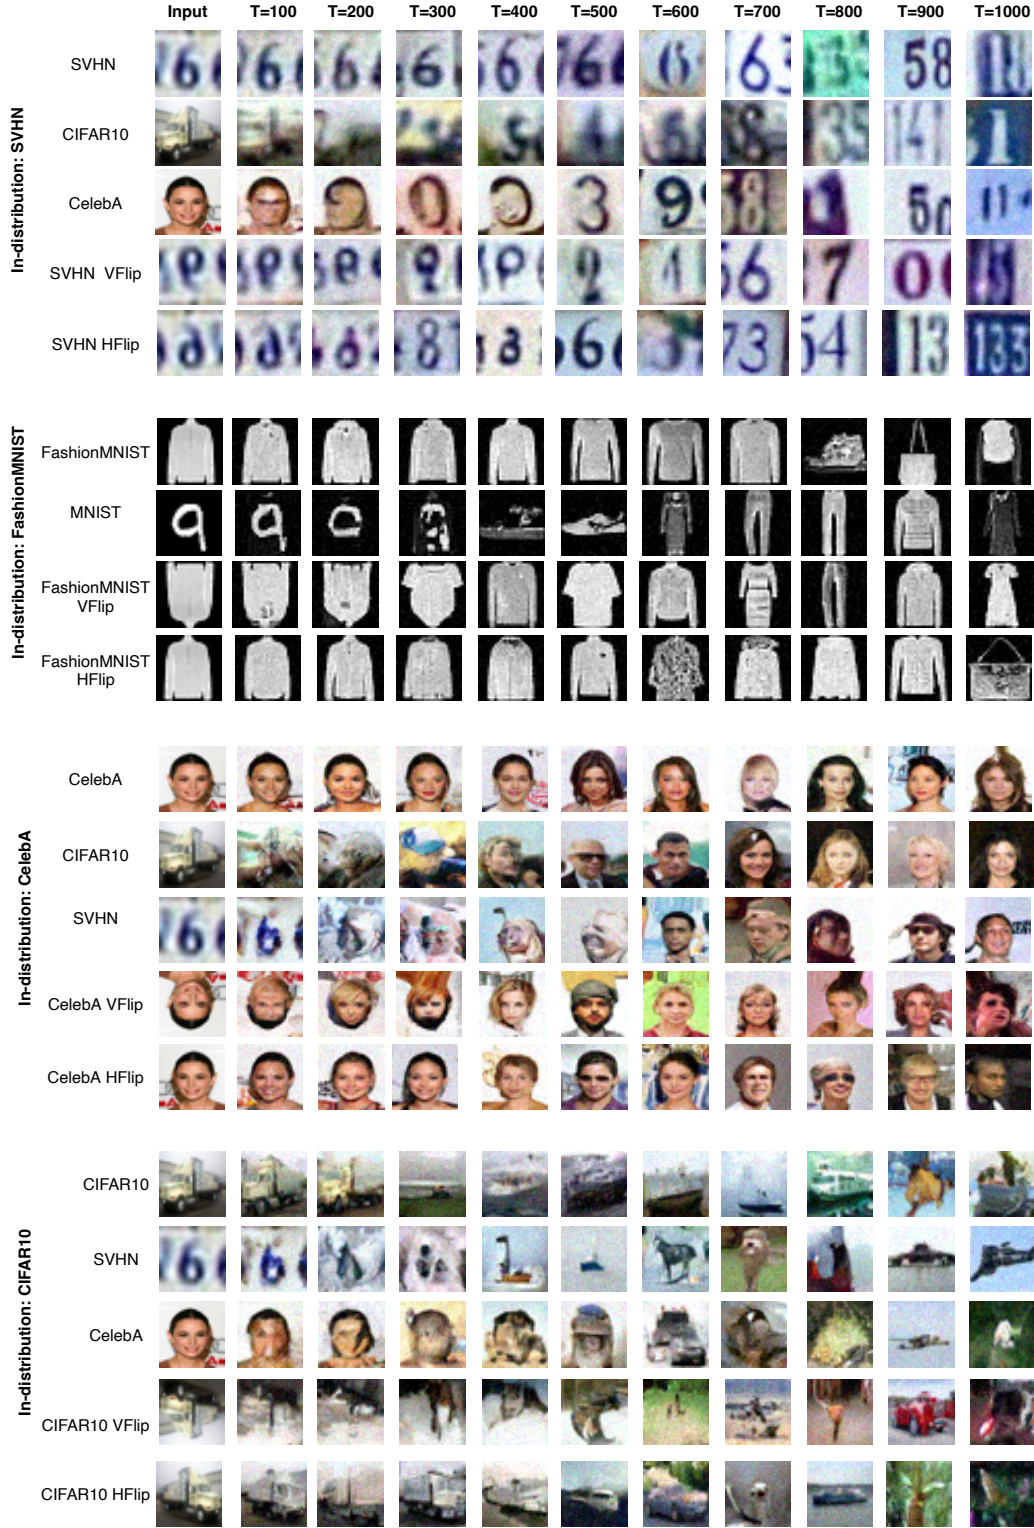 Input T=100 T=200 T=300 T=400 T=500 T=600 T=700 T=800 T=900 T=1000
In-distribution: SVHN
SVHN
CIFAR10
CelebA
SVHN VFlip
SVHN HFlip
In-distribution: FashionMNIST
FashionMNIST
MNIST
FashionMNIST
VFlip
FashionMNIST
HFlip
In-distribution: CelebA
CelebA
CIFAR10
SVHN
CelebA VFlip
CelebA HFlip
In-distribution: CIFAR10
CIFAR10
SVHN
CelebA
CIFAR10 VFlip
CIFAR10 HFlip